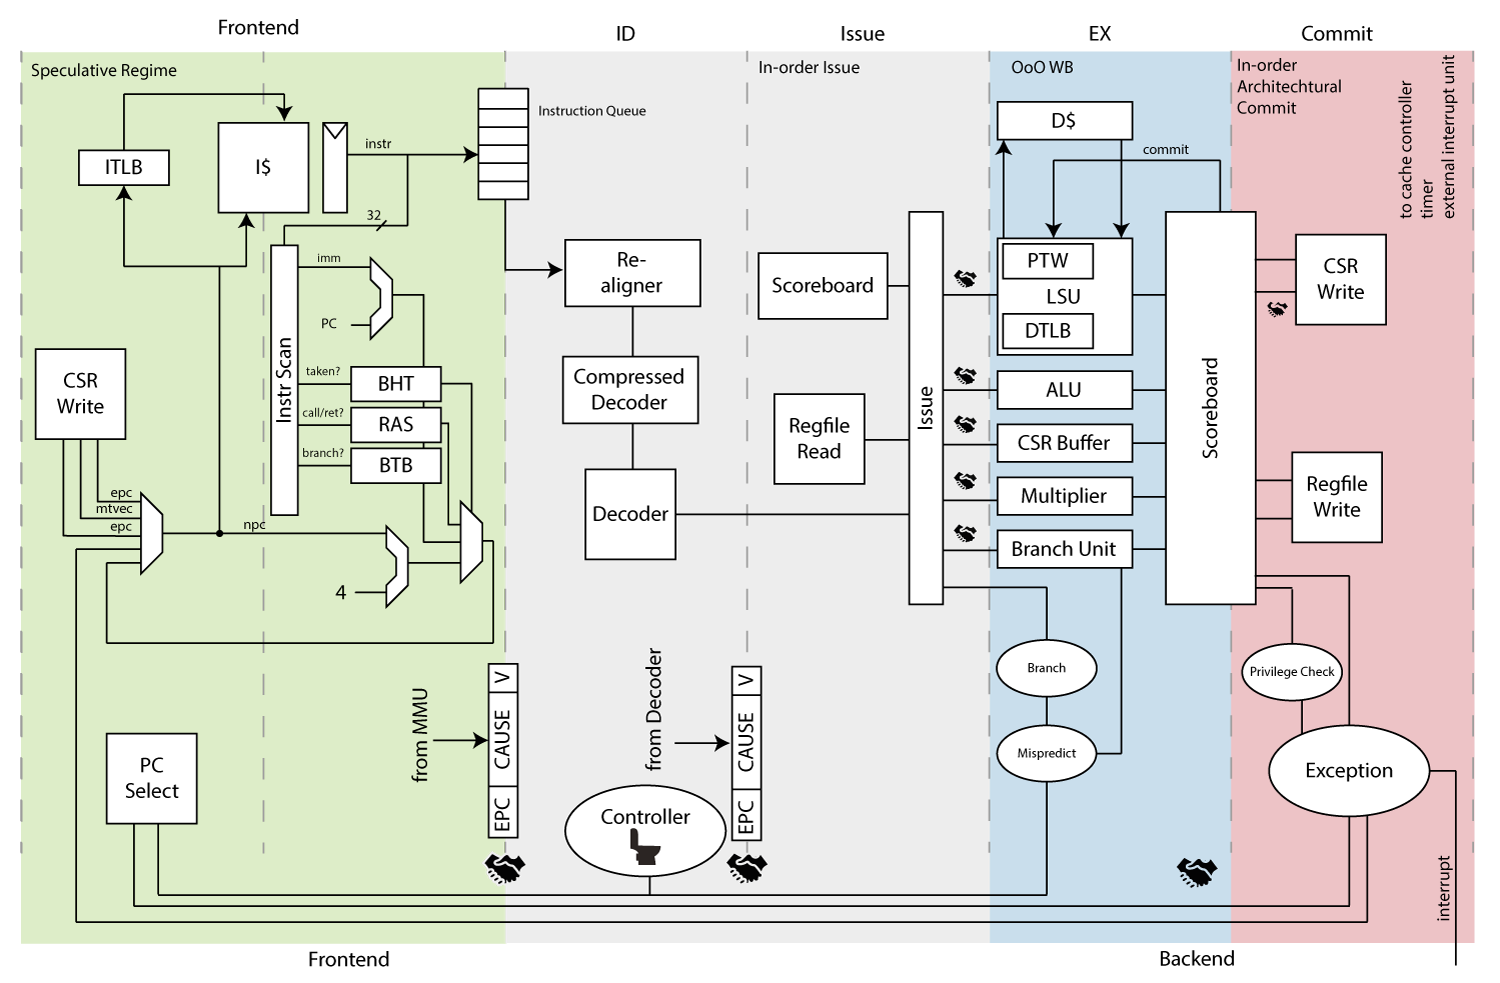 Frontend
ID
Issue
EX
Commit
Speculative Regime
In-order Issue
OoO WB
In-order
Architechtural
Commit
to cache controller
timer
external interrupt unit
Instruction Queue
ITLB
I$
instr
32
imm
PC
Instr Scan
taken?
BHT
call/ret?
RAS
branch?
BTB
CSR
Write
epc
mtvec
epc
npc
4
Re-
aligner
Compressed
Decoder
Decoder
Scoreboard
Regfile
Read
Issue
D$
commit
PTW
LSU
DTLB
ALU
CSR Buffer
Multiplier
Branch Unit
Scoreboard
CSR
Write
Regfile
Write
Branch
Mispredict
Privilege Check
Exception
interrupt
PC
Select
from MMU
V
CAUSE
EPC
from Decoder
V
CAUSE
EPC
Controller
Frontend
Backend